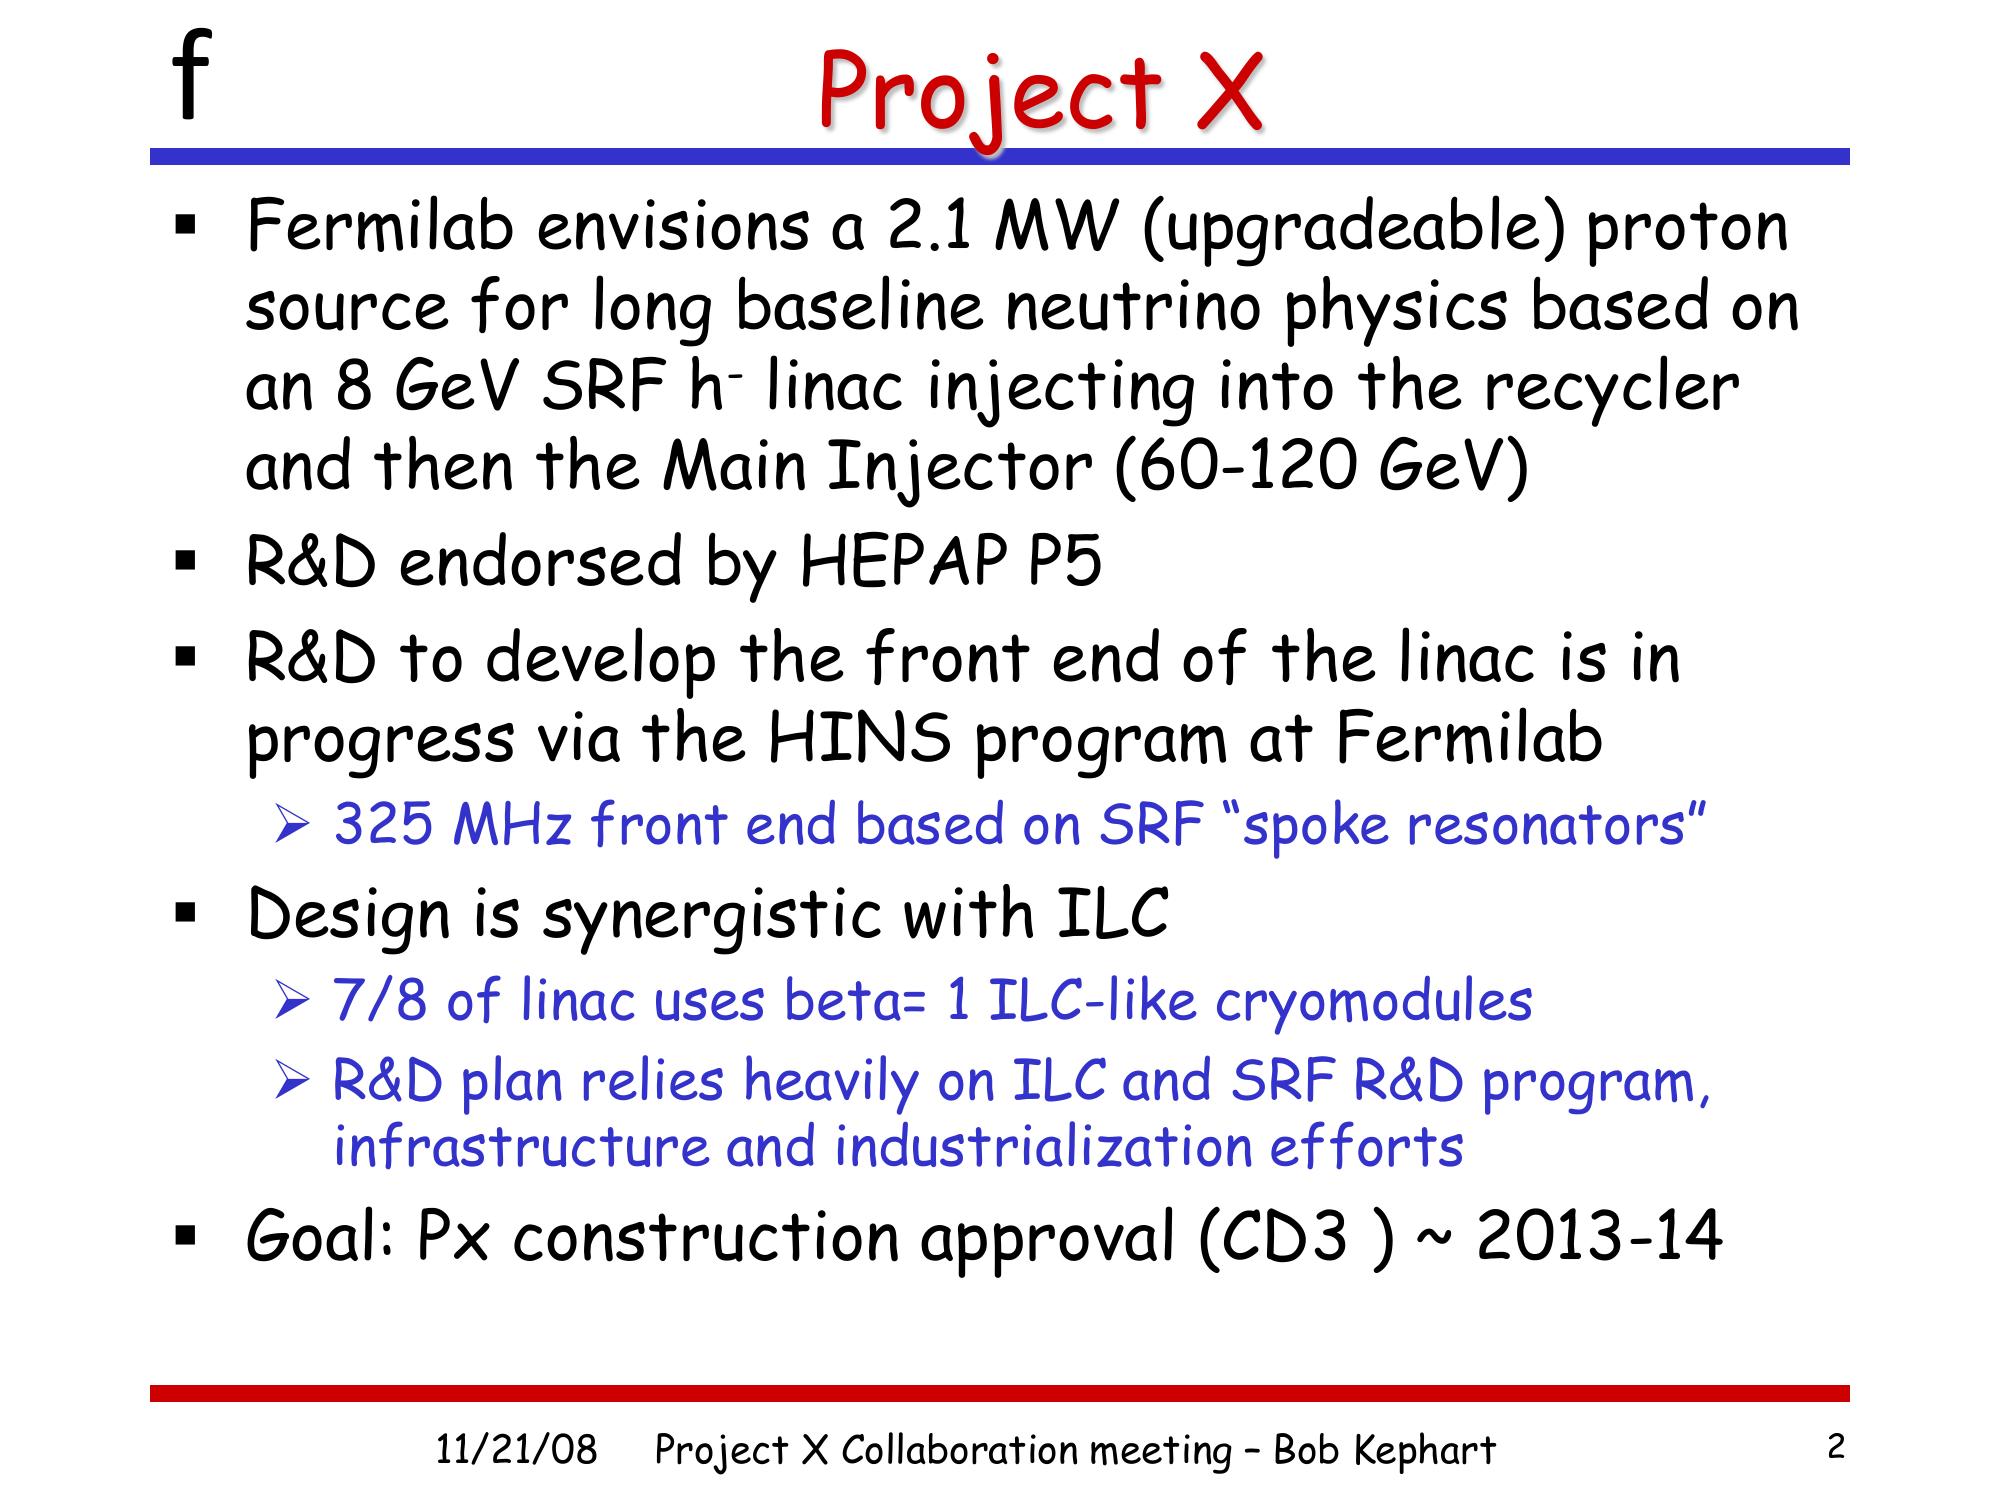 f
Project X
▪ Fermilab envisions a 2.1 MW (upgradeable) proton
source for long baseline neutrino physics based on
an 8 GeV SRF h⁻ linac injecting into the recycler
and then the Main Injector (60-120 GeV)
▪ R&D endorsed by HEPAP P5
▪ R&D to develop the front end of the linac is in
progress via the HINS program at Fermilab
➢ 325 MHz front end based on SRF “spoke resonators”
▪ Design is synergistic with ILC
➢ 7/8 of linac uses beta= 1 ILC-like cryomodules
➢ R&D plan relies heavily on ILC and SRF R&D program,
infrastructure and industrialization efforts
▪ Goal: Px construction approval (CD3 ) ~ 2013-14
11/21/08 Project X Collaboration meeting – Bob Kephart 2